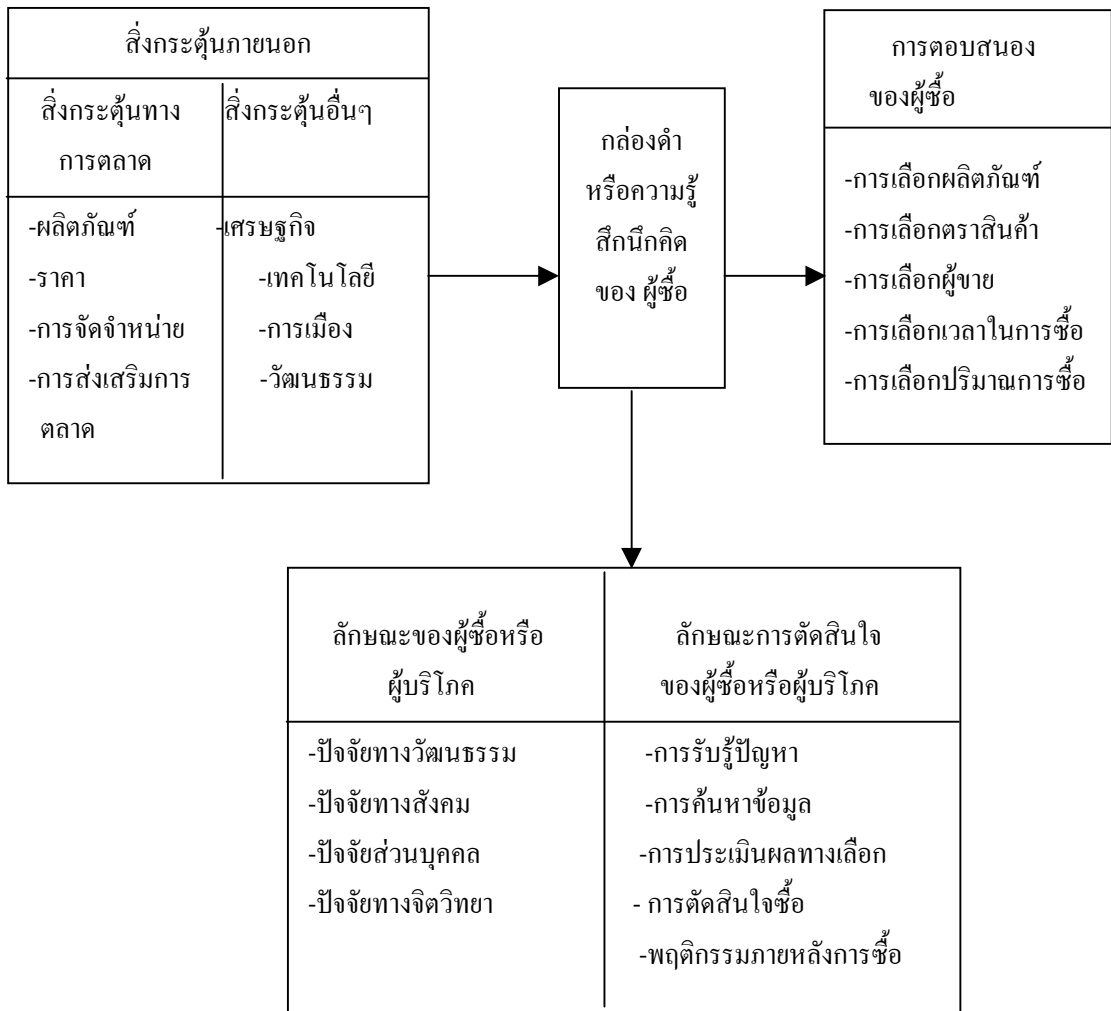 สิ่งกระตุ้นภายนอก
สิ่งกระตุ้นทาง
การตลาด
สิ่งกระตุ้นอื่นๆ
-ผลิตภัณฑ์
-ราคา
-การจัดจำหน่าย
-การส่งเสริมการ
ตลาด
-เศรษฐกิจ
-เทคโนโลยี
-การเมือง
-วัฒนธรรม
กล่องดำ
หรือความรู้
สึกนึกคิด
ของ ผู้ซื้อ
การตอบสนอง
ของผู้ซื้อ
-การเลือกผลิตภัณฑ์
-การเลือกตราสินค้า
-การเลือกผู้ขาย
-การเลือกเวลาในการซื้อ
-การเลือกปริมาณการซื้อ
ลักษณะของผู้ซื้อหรือ
ผู้บริโภค
-ปัจจัยทางวัฒนธรรม
-ปัจจัยทางสังคม
-ปัจจัยส่วนบุคคล
-ปัจจัยทางจิตวิทยา
ลักษณะการตัดสินใจ
ของผู้ซื้อหรือผู้บริโภค
-การรับรู้ปัญหา
-การค้นหาข้อมูล
-การประเมินผลทางเลือก
- การตัดสินใจซื้อ
-พฤติกรรมภายหลังการซื้อ